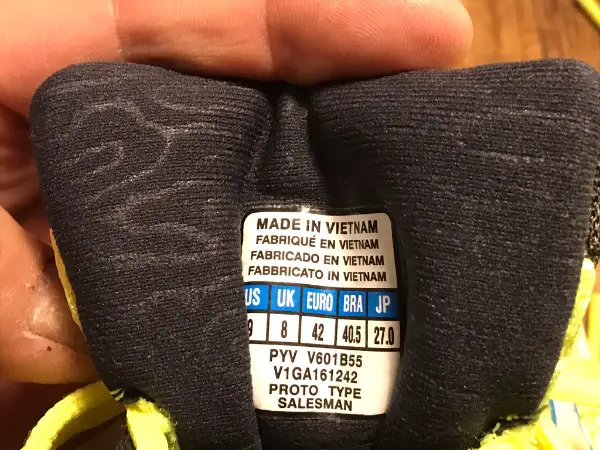 MADE IN VIETNAM
FABRIQUÉ EN VIETNAM
FABRICADO EN VIETNAM
FABBRICATO IN VIETNAM
US UK EURO BRA JP
9 8 42 40.5 27.0
PYV V601B55
V1GA161242
PROTO TYPE
SALESMAN